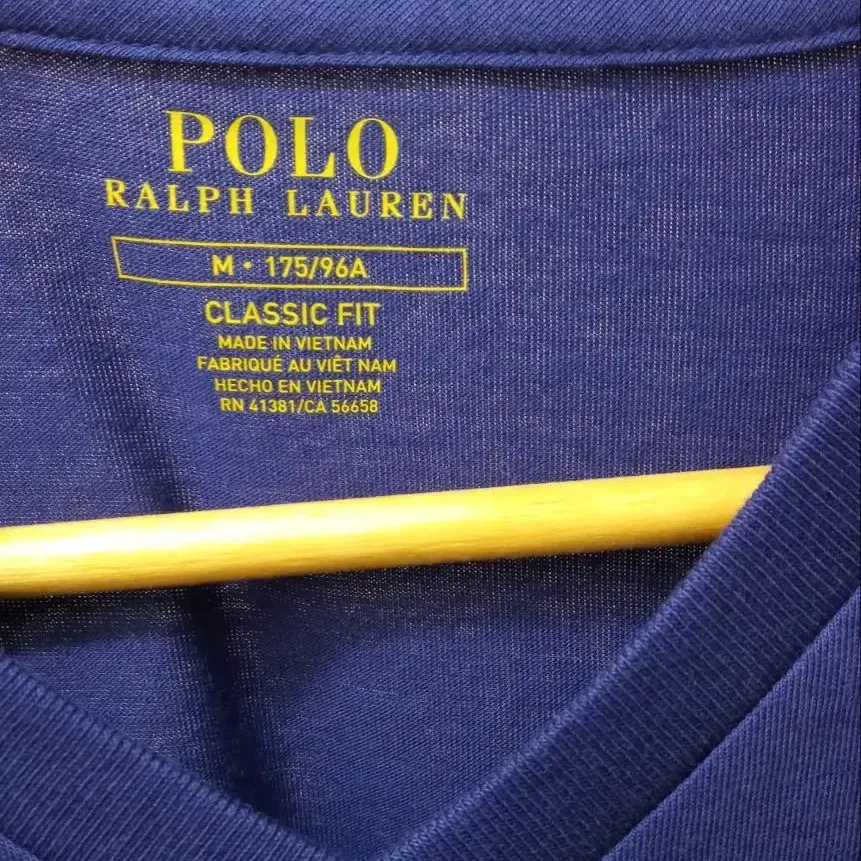 POLO
RALPH LAUREN
M • 175/96A
CLASSIC FIT
MADE IN VIETNAM
FABRIQUÉ AU VIÊT NAM
HECHO EN VIETNAM
RN 41381/CA 56658